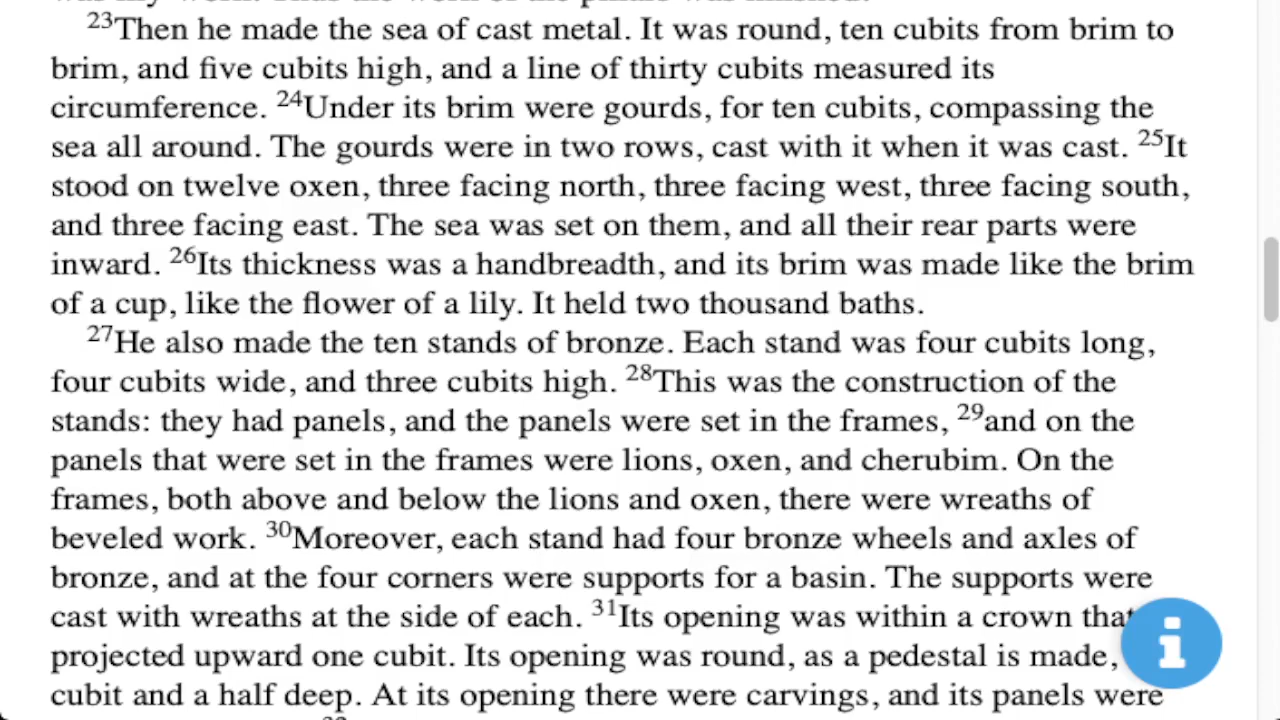 ²³Then he made the sea of cast metal. It was round, ten cubits from brim to
brim, and five cubits high, and a line of thirty cubits measured its
circumference. ²⁴Under its brim were gourds, for ten cubits, compassing the
sea all around. The gourds were in two rows, cast with it when it was cast. ²⁵It
stood on twelve oxen, three facing north, three facing west, three facing south,
and three facing east. The sea was set on them, and all their rear parts were
inward. ²⁶Its thickness was a handbreadth, and its brim was made like the brim
of a cup, like the flower of a lily. It held two thousand baths.
²⁷He also made the ten stands of bronze. Each stand was four cubits long,
four cubits wide, and three cubits high. ²⁸This was the construction of the
stands: they had panels, and the panels were set in the frames, ²⁹and on the
panels that were set in the frames were lions, oxen, and cherubim. On the
frames, both above and below the lions and oxen, there were wreaths of
beveled work. ³⁰Moreover, each stand had four bronze wheels and axles of
bronze, and at the four corners were supports for a basin. The supports were
cast with wreaths at the side of each. ³¹Its opening was within a crown that
projected upward one cubit. Its opening was round, as a pedestal is made,
cubit and a half deep. At its opening there were carvings, and its panels were